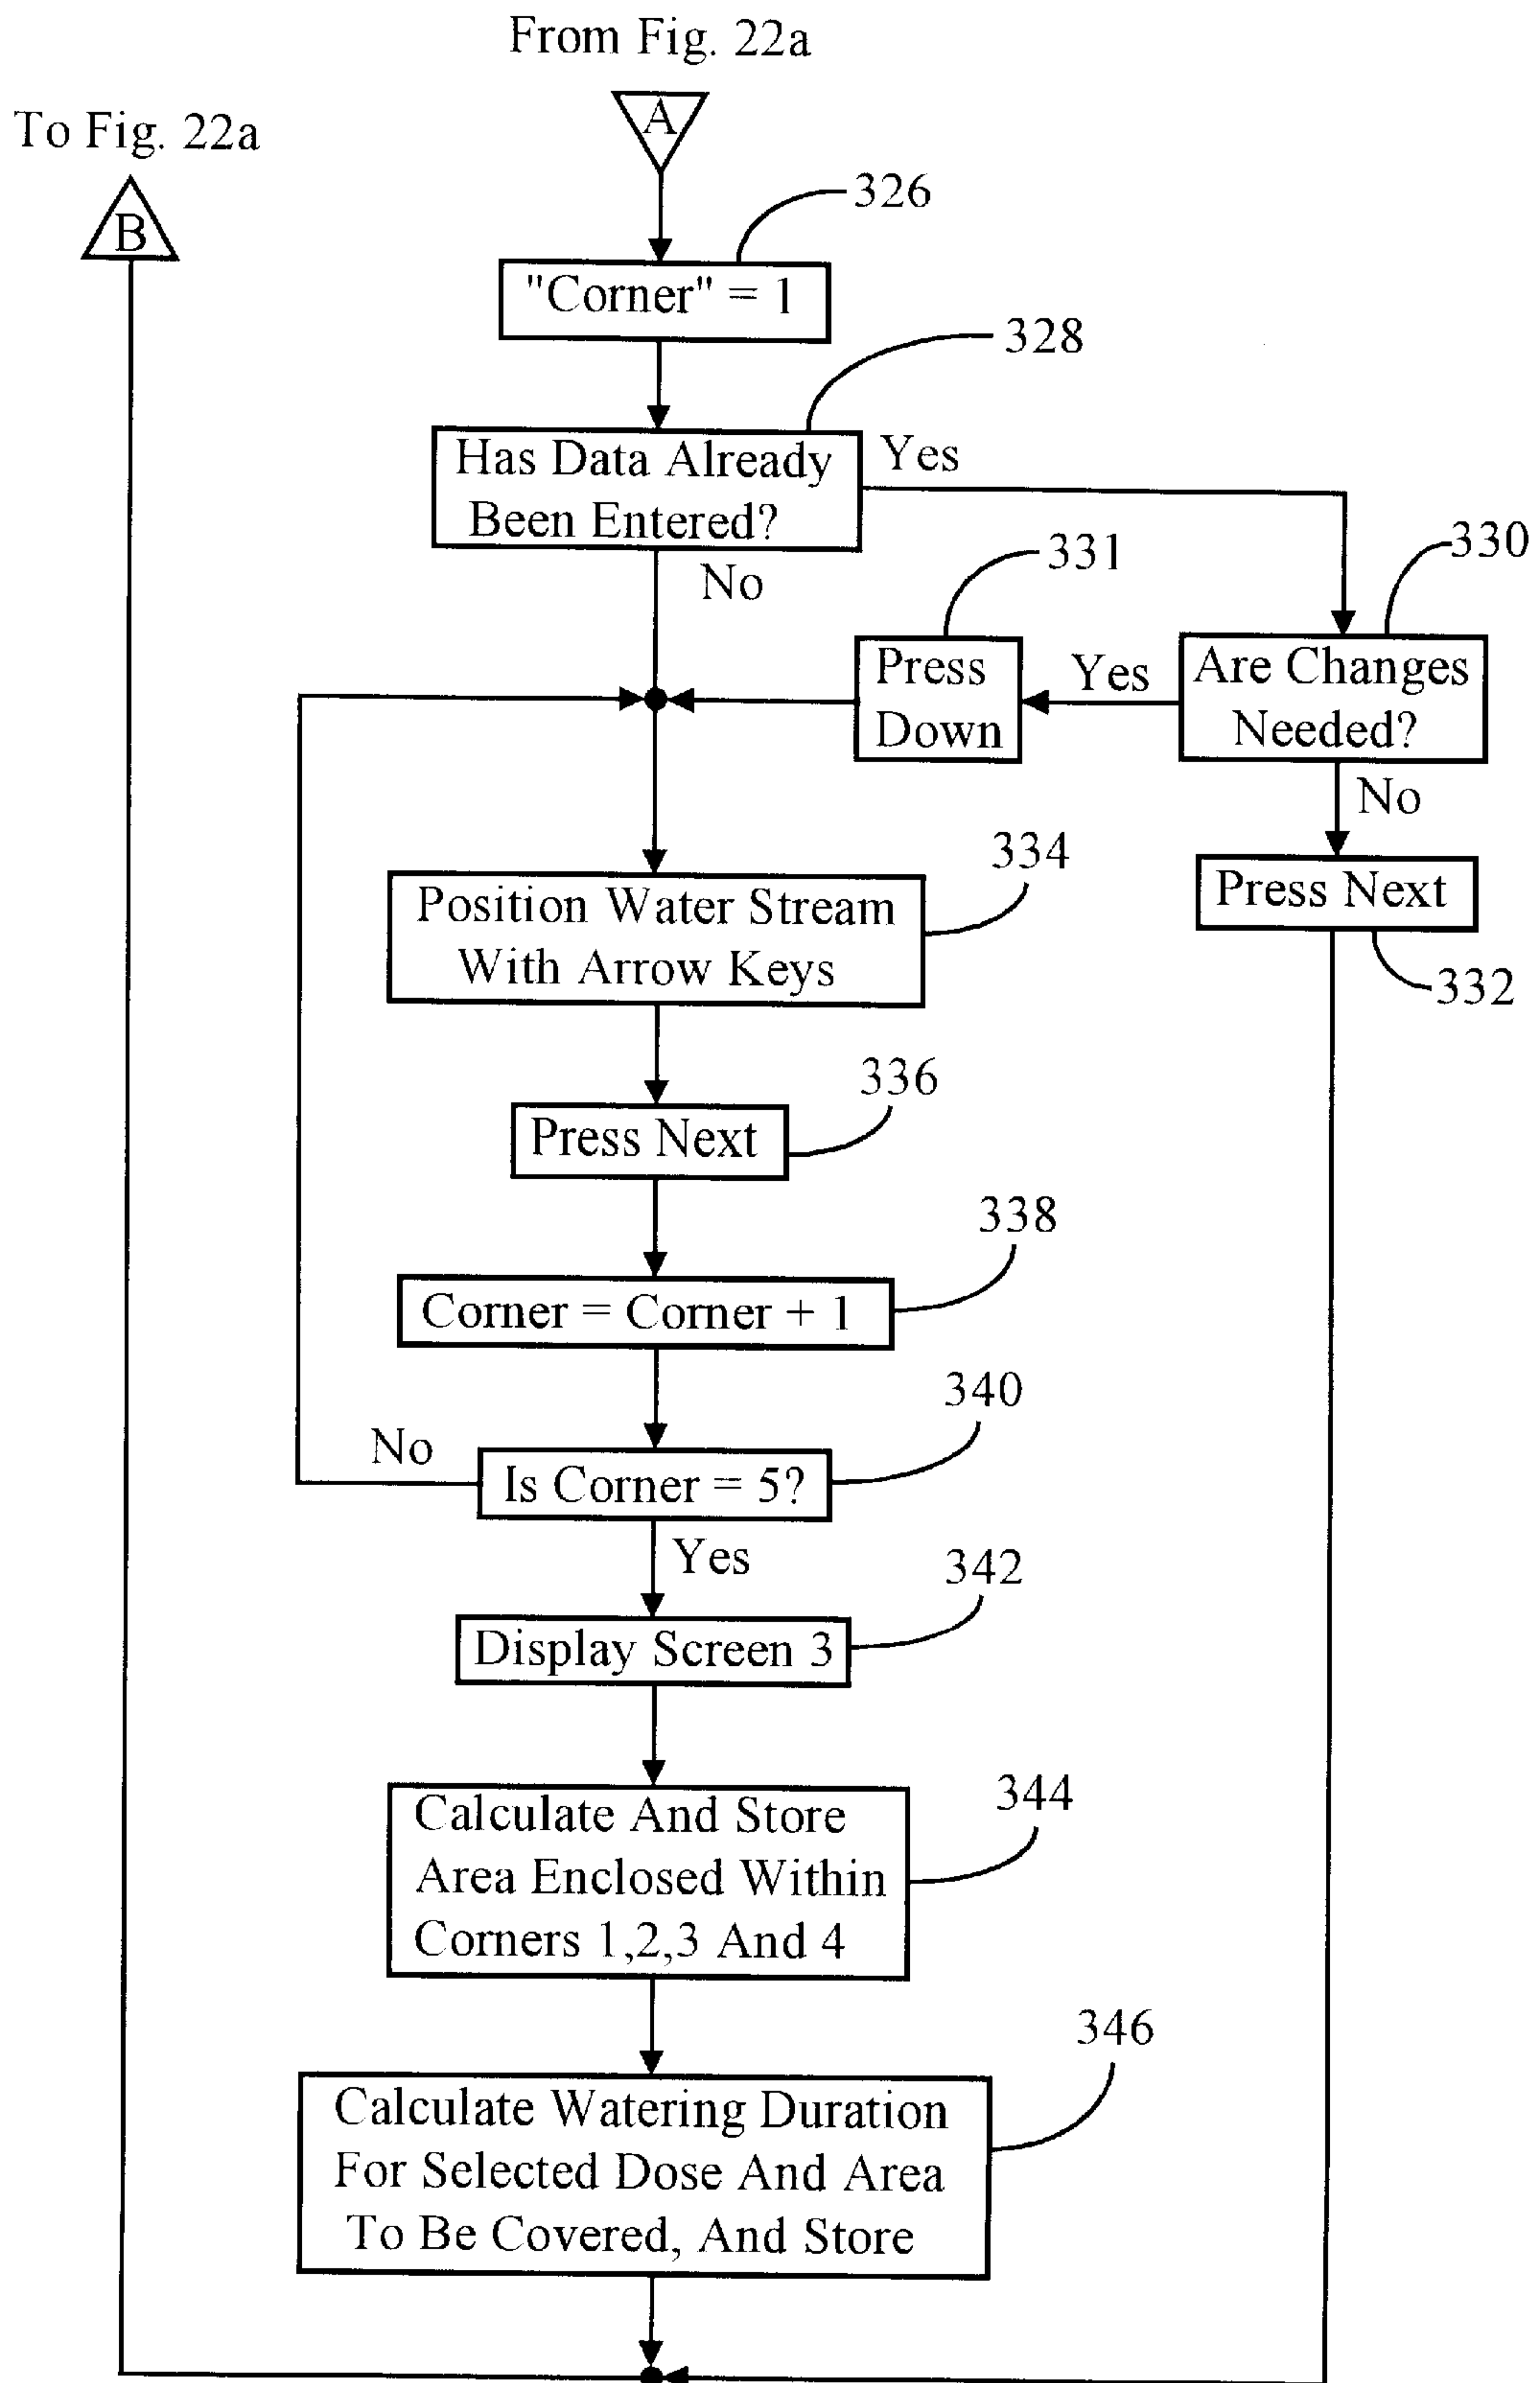 From Fig. 22a
To Fig. 22a
A
B
326
"Corner" = 1
328
Has Data Already
Been Entered?
Yes
No
331
330
Press
Down
Yes
Are Changes
Needed?
No
334
Press Next
332
Position Water Stream
With Arrow Keys
336
Press Next
338
Corner = Corner + 1
340
No
Is Corner = 5?
Yes
342
Display Screen 3
344
Calculate And Store
Area Enclosed Within
Corners 1,2,3 And 4
346
Calculate Watering Duration
For Selected Dose And Area
To Be Covered, And Store